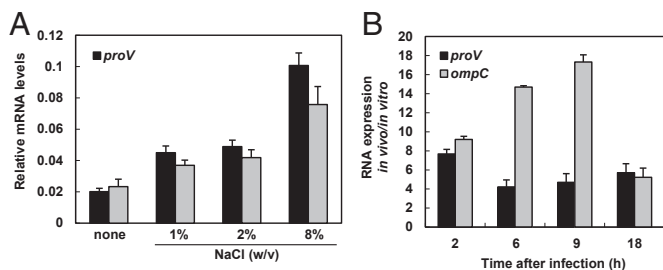 A
Relative mRNA levels
0.12
0.1
0.08
0.06
0.04
0.02
0
proV
none
1%
2%
8%
NaCl (w/v)
B
RNA expression
in vivo/in vitro
20
18
16
14
12
10
8
6
4
2
0
proV
ompC
2
6
9
18
Time after infection (h)